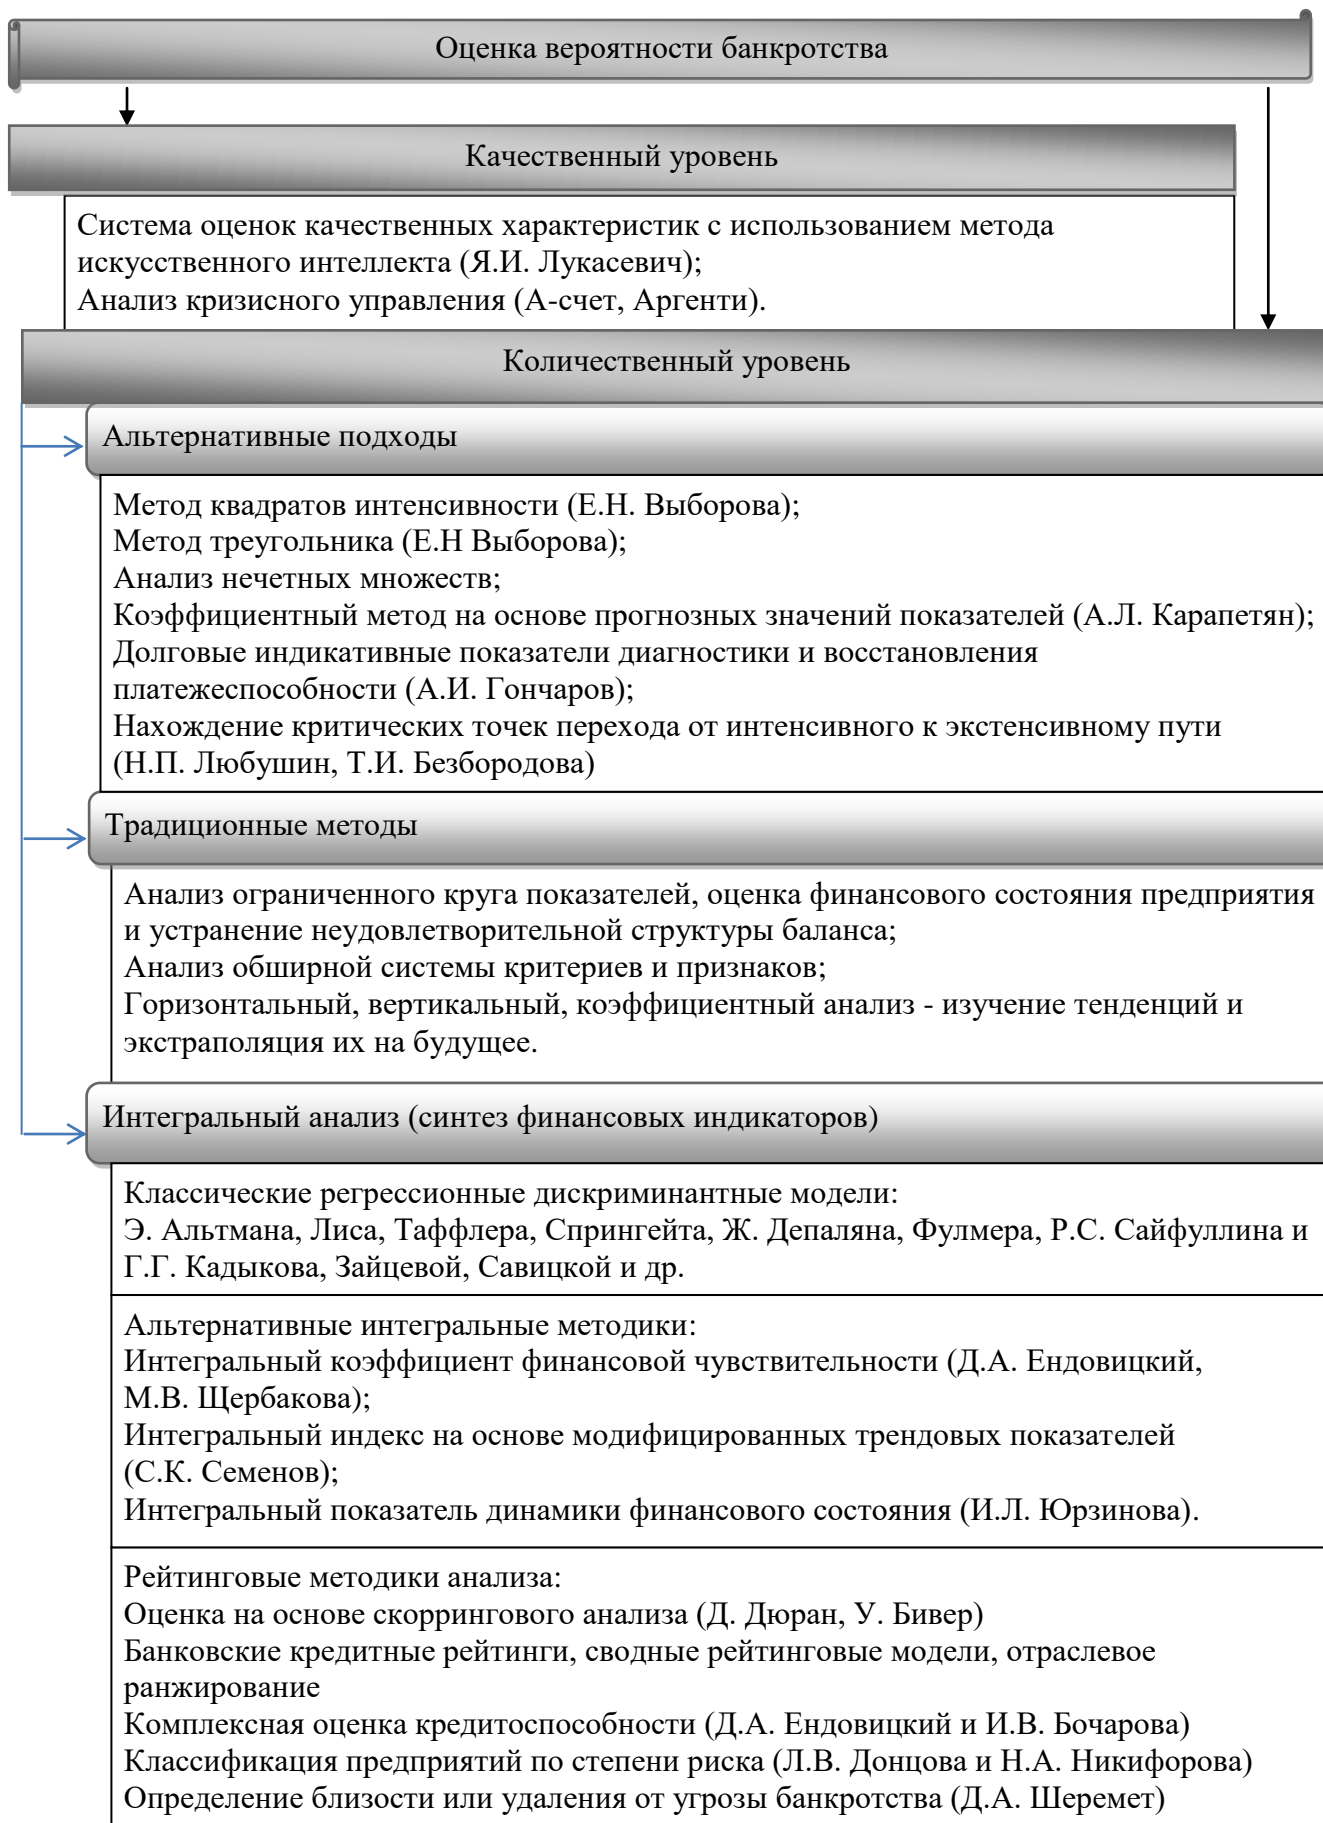 Оценка вероятности банкротства
Качественный уровень
Система оценок качественных характеристик с использованием метода
искусственного интеллекта (Я.И. Лукасевич);
Анализ кризисного управления (А-счет, Аргенти).
Количественный уровень
Альтернативные подходы
Метод квадратов интенсивности (Е.Н. Выборова);
Метод треугольника (Е.Н Выборова);
Анализ нечетных множеств;
Коэффициентный метод на основе прогнозных значений показателей (А.Л. Карапетян);
Долговые индикативные показатели диагностики и восстановления
платежеспособности (А.И. Гончаров);
Нахождение критических точек перехода от интенсивного к экстенсивному пути
(Н.П. Любушин, Т.И. Безбородова)
Традиционные методы
Анализ ограниченного круга показателей, оценка финансового состояния предприятия
и устранение неудовлетворительной структуры баланса;
Анализ обширной системы критериев и признаков;
Горизонтальный, вертикальный, коэффициентный анализ - изучение тенденций и
экстраполяция их на будущее.
Интегральный анализ (синтез финансовых индикаторов)
Классические регрессионные дискриминантные модели:
Э. Альтмана, Лиса, Таффлера, Спрингейта, Ж. Депаляна, Фулмера, Р.С. Сайфуллина и
Г.Г. Кадыкова, Зайцевой, Савицкой и др.
Альтернативные интегральные методики:
Интегральный коэффициент финансовой чувствительности (Д.А. Ендовицкий,
М.В. Щербакова);
Интегральный индекс на основе модифицированных трендовых показателей
(С.К. Семенов);
Интегральный показатель динамики финансового состояния (И.Л. Юрзинова).
Рейтинговые методики анализа:
Оценка на основе скоррингового анализа (Д. Дюран, У. Бивер)
Банковские кредитные рейтинги, сводные рейтинговые модели, отраслевое
ранжирование
Комплексная оценка кредитоспособности (Д.А. Ендовицкий и И.В. Бочарова)
Классификация предприятий по степени риска (Л.В. Донцова и Н.А. Никифорова)
Определение близости или удаления от угрозы банкротства (Д.А. Шеремет)